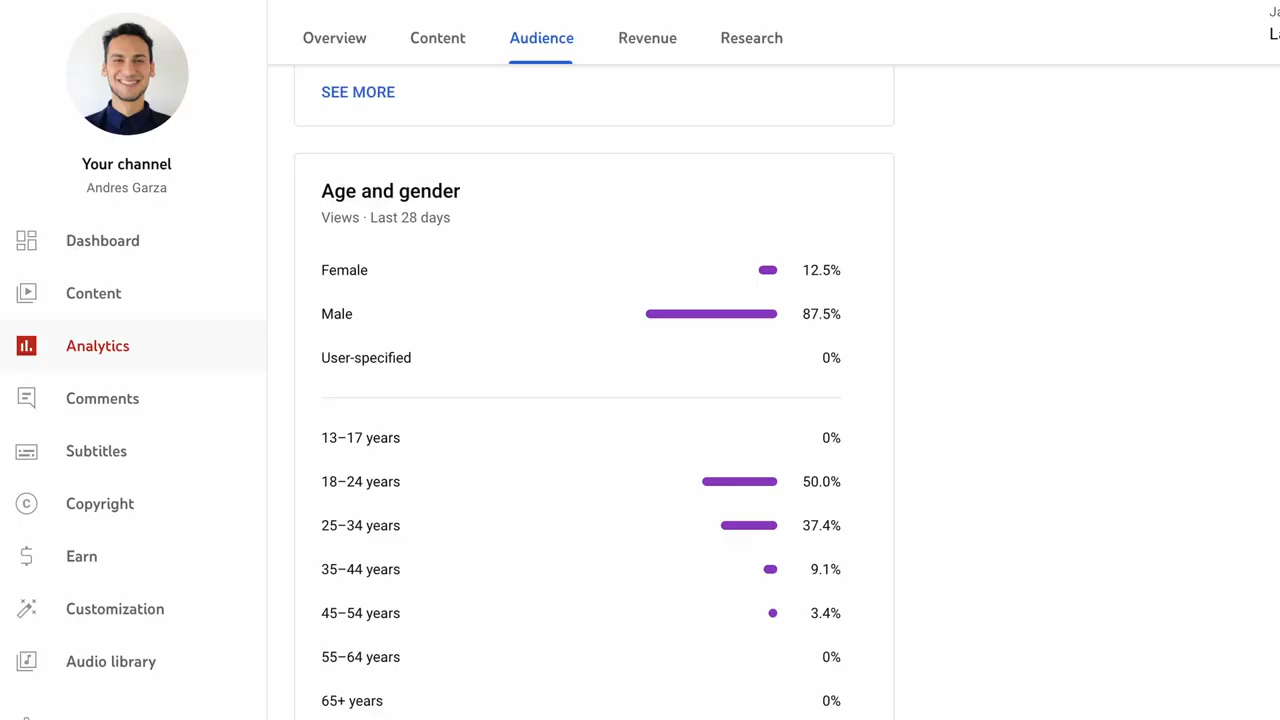 Your channel
Andres Garza
Dashboard
Content
Analytics
Comments
Subtitles
Copyright
Earn
Customization
Audio library
Overview Content Audience Revenue Research
SEE MORE
Age and gender
Views · Last 28 days
Female 12.5%
Male 87.5%
User-specified 0%
13–17 years 0%
18–24 years 50.0%
25–34 years 37.4%
35–44 years 9.1%
45–54 years 3.4%
55–64 years 0%
65+ years 0%